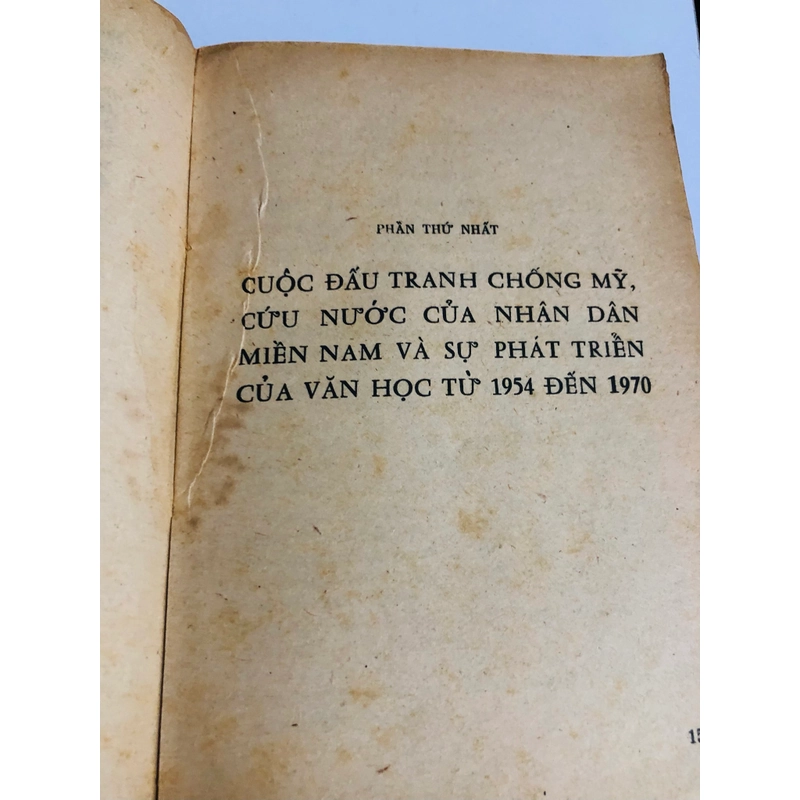 PHẦN THỨ NHẤT
CUỘC ĐẤU TRANH CHỐNG MỸ,
CỨU NƯỚC CỦA NHÂN DÂN
MIỀN NAM VÀ SỰ PHÁT TRIỂN
CỦA VĂN HỌC TỪ 1954 ĐẾN 1970